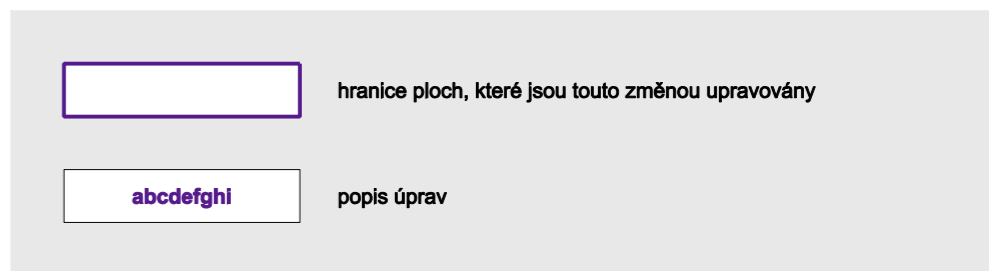 hranice ploch, které jsou touto změnou upravovány
abcdefghi popis úprav